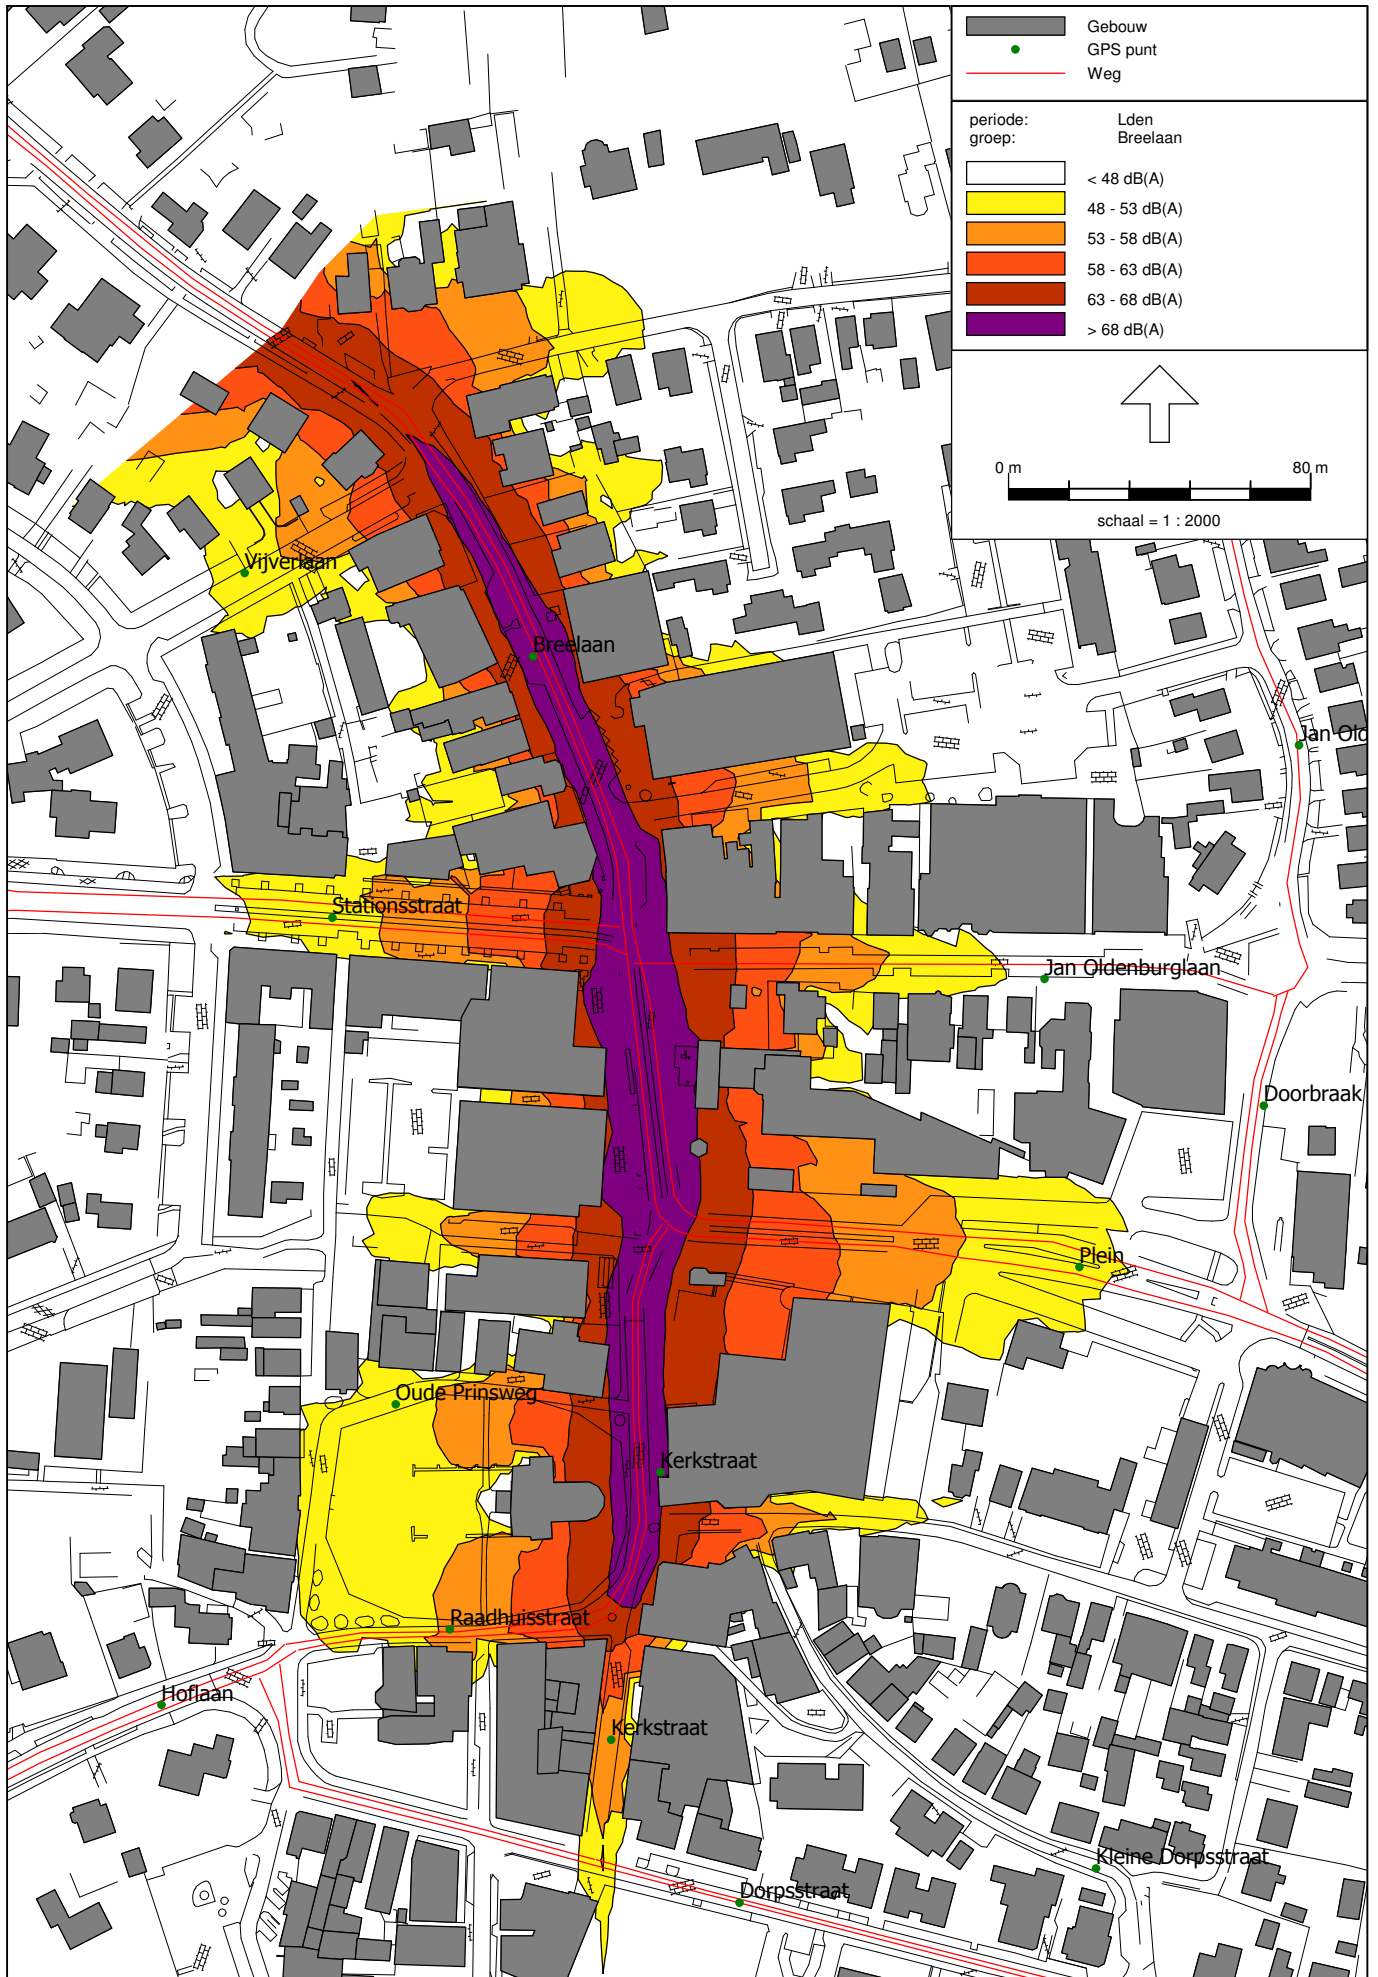 Gebouw
GPS punt
Weg
periode: Lden
groep: Breelaan
< 48 dB(A)
48 - 53 dB(A)
53 - 58 dB(A)
58 - 63 dB(A)
63 - 68 dB(A)
> 68 dB(A)
0 m 80 m
schaal = 1 : 2000
Vijverlaan
Breelaan
Jan Old
Stationsstraat
Jan Oldenburglaan
Doorbraak
Plein
Oude Prinsweg
Kerkstraat
Raadhuisstraat
Hoflaan
Kerkstraat
Kleine Dorpsstraat
Dorpsstraat